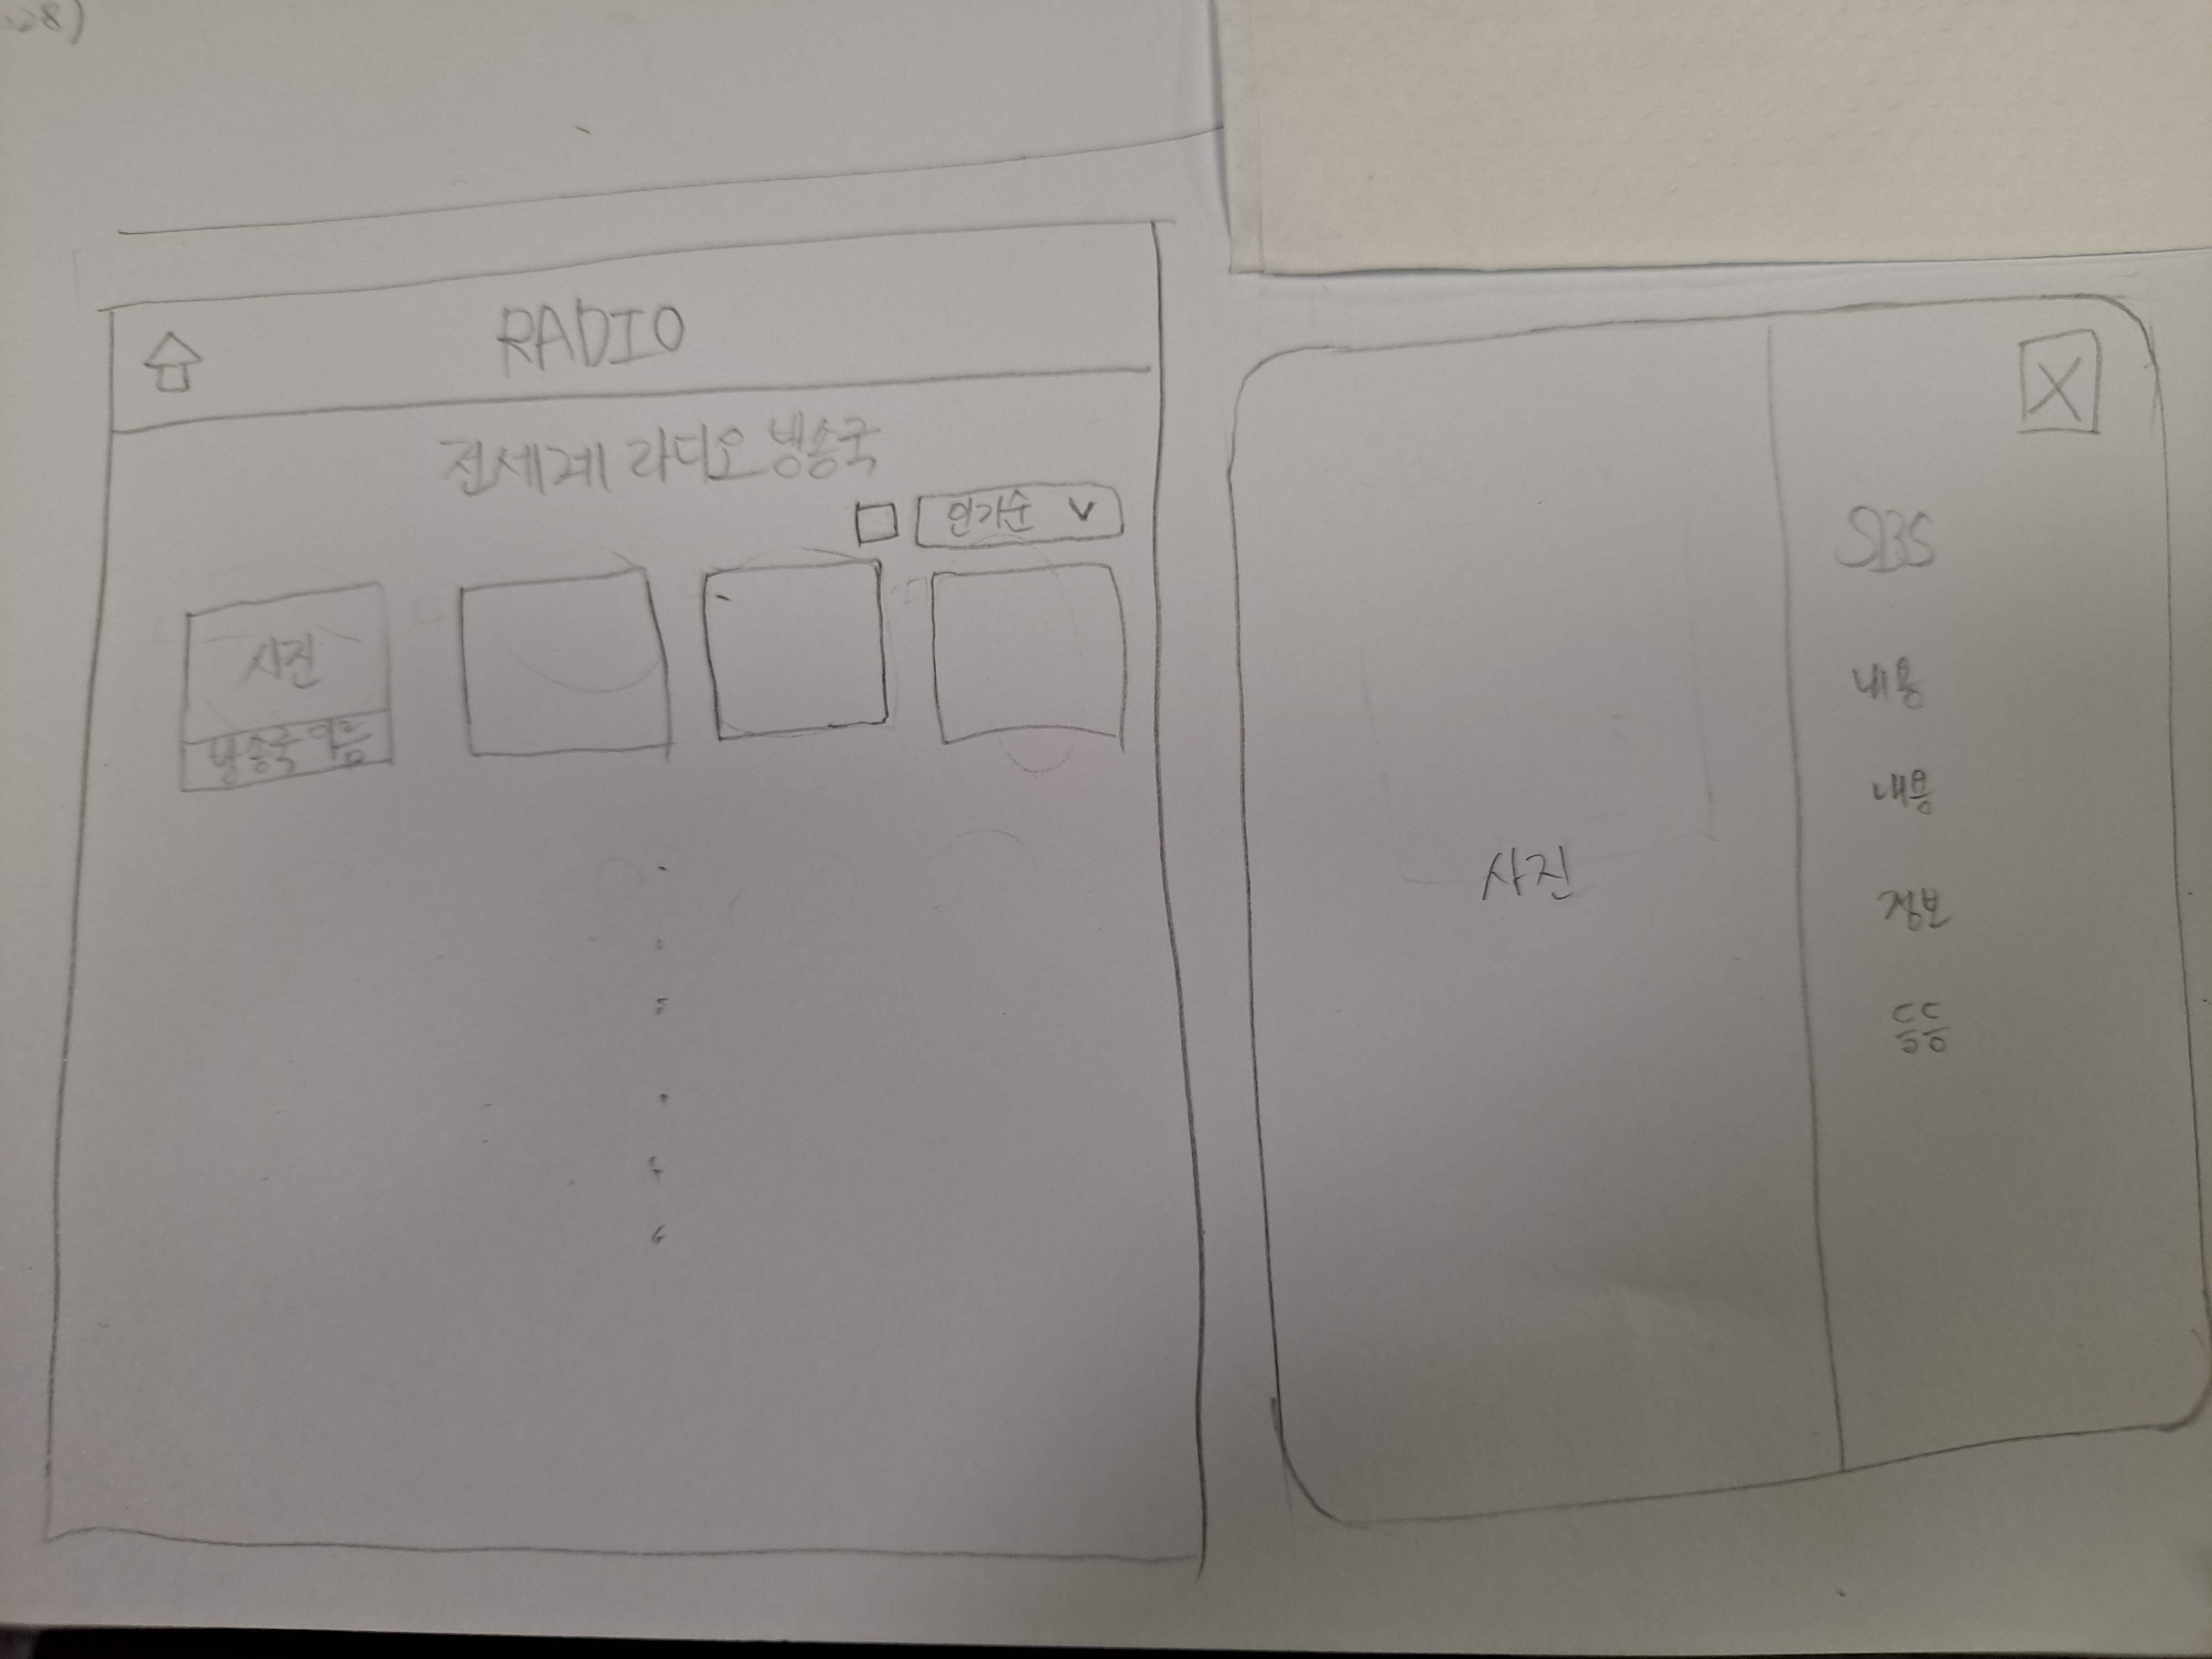 28)
RADIO
전세계 라디오 방송국
인기순 V
사진
방송국 이름
X
SBS
내용
내용
사진
정보
등등